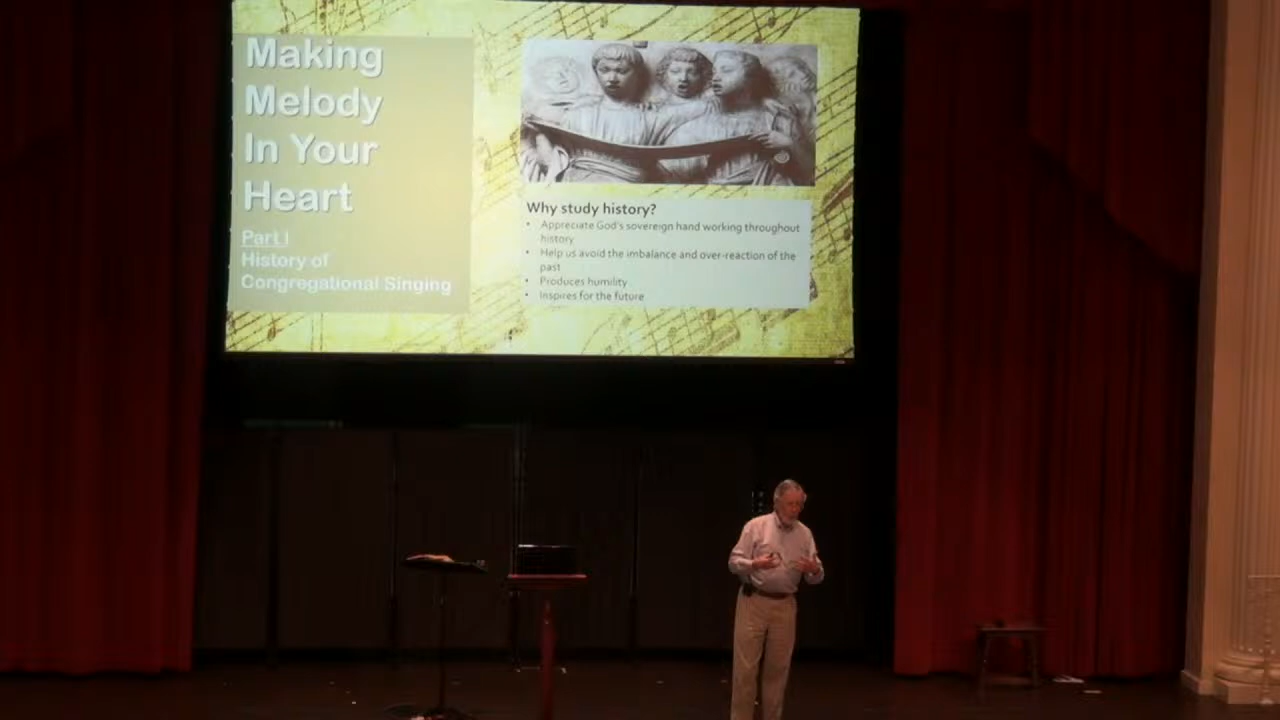 Making
Melody
In Your
Heart
Part I
History of
Congregational Singing
Why study history?
• Appreciate God's sovereign hand working throughout
history
• Help us avoid the imbalance and over-reaction of the
past
• Produces humility
• Inspires for the future